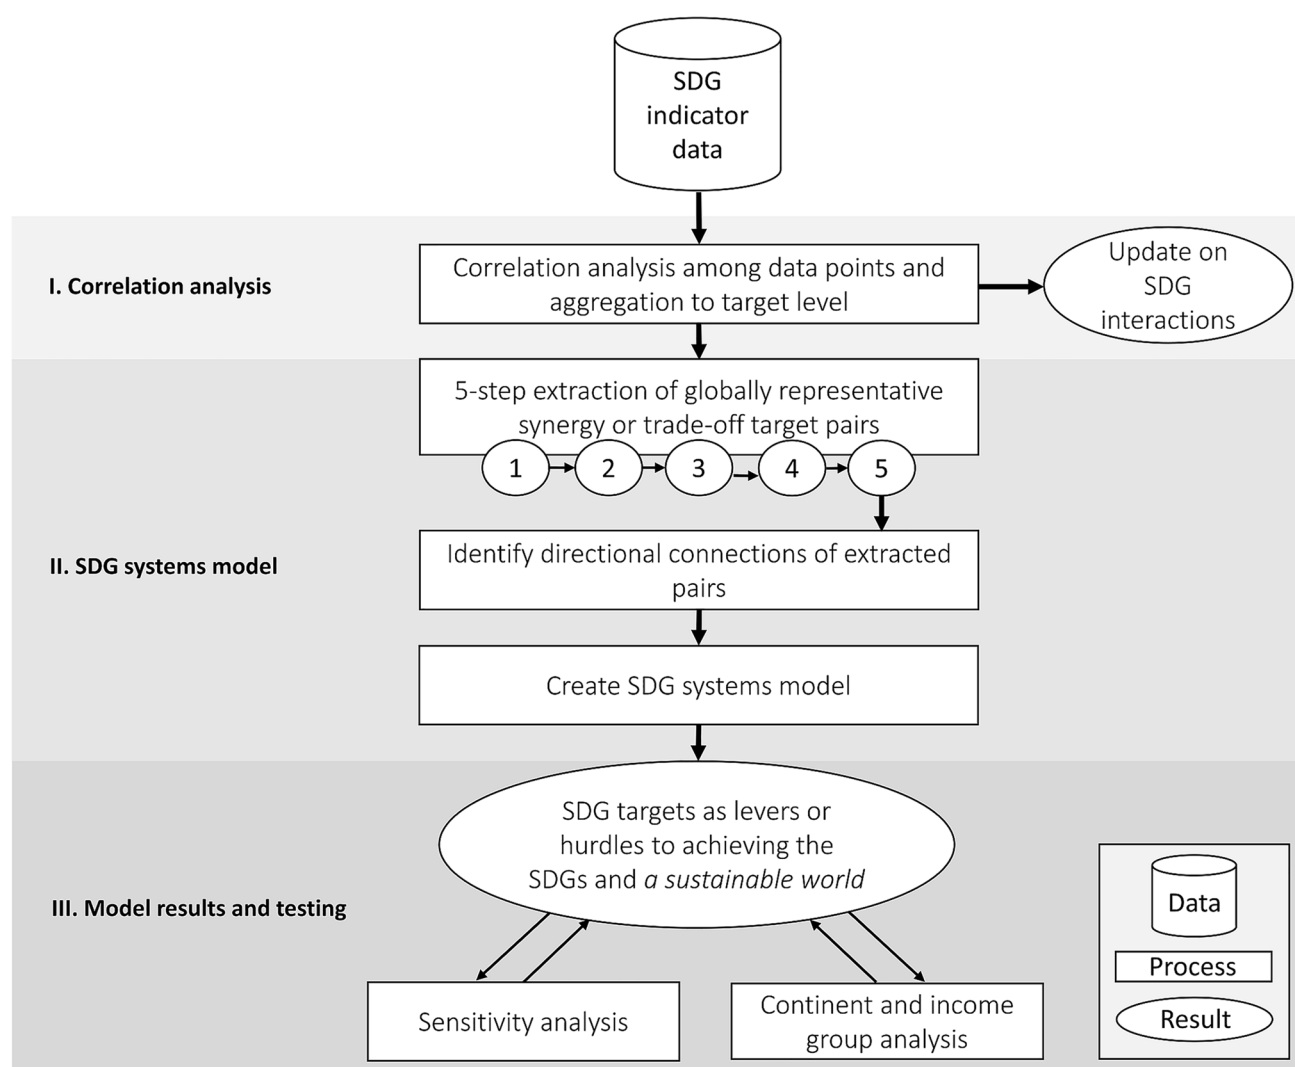 SDG
indicator
data
I. Correlation analysis
Correlation analysis among data points and
aggregation to target level
Update on
SDG
interactions
5-step extraction of globally representative
synergy or trade-off target pairs
1
2
3
4
5
II. SDG systems model
Identify directional connections of extracted
pairs
Create SDG systems model
SDG targets as levers or
hurdles to achieving the
SDGs and a sustainable world
III. Model results and testing
Sensitivity analysis
Continent and income
group analysis
Data
Process
Result